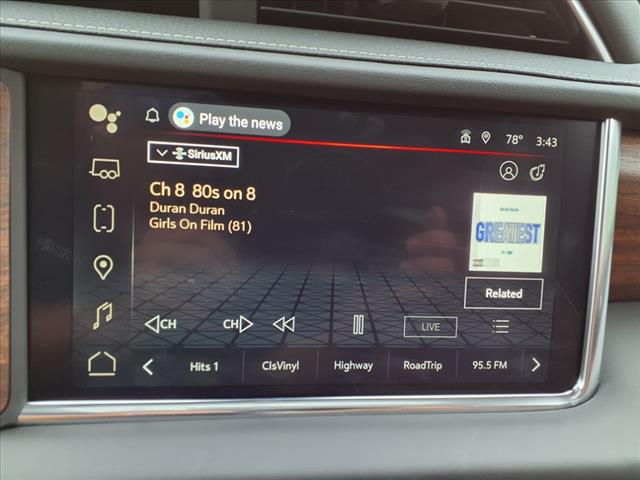 Play the news
78° 3:43
SiriusXM
Ch 8 80s on 8
Duran Duran
Girls On Film (81)
GREATEST
Related
CH
CH
LIVE
Hits 1
ClsVinyl
Highway
RoadTrip
95.5 FM